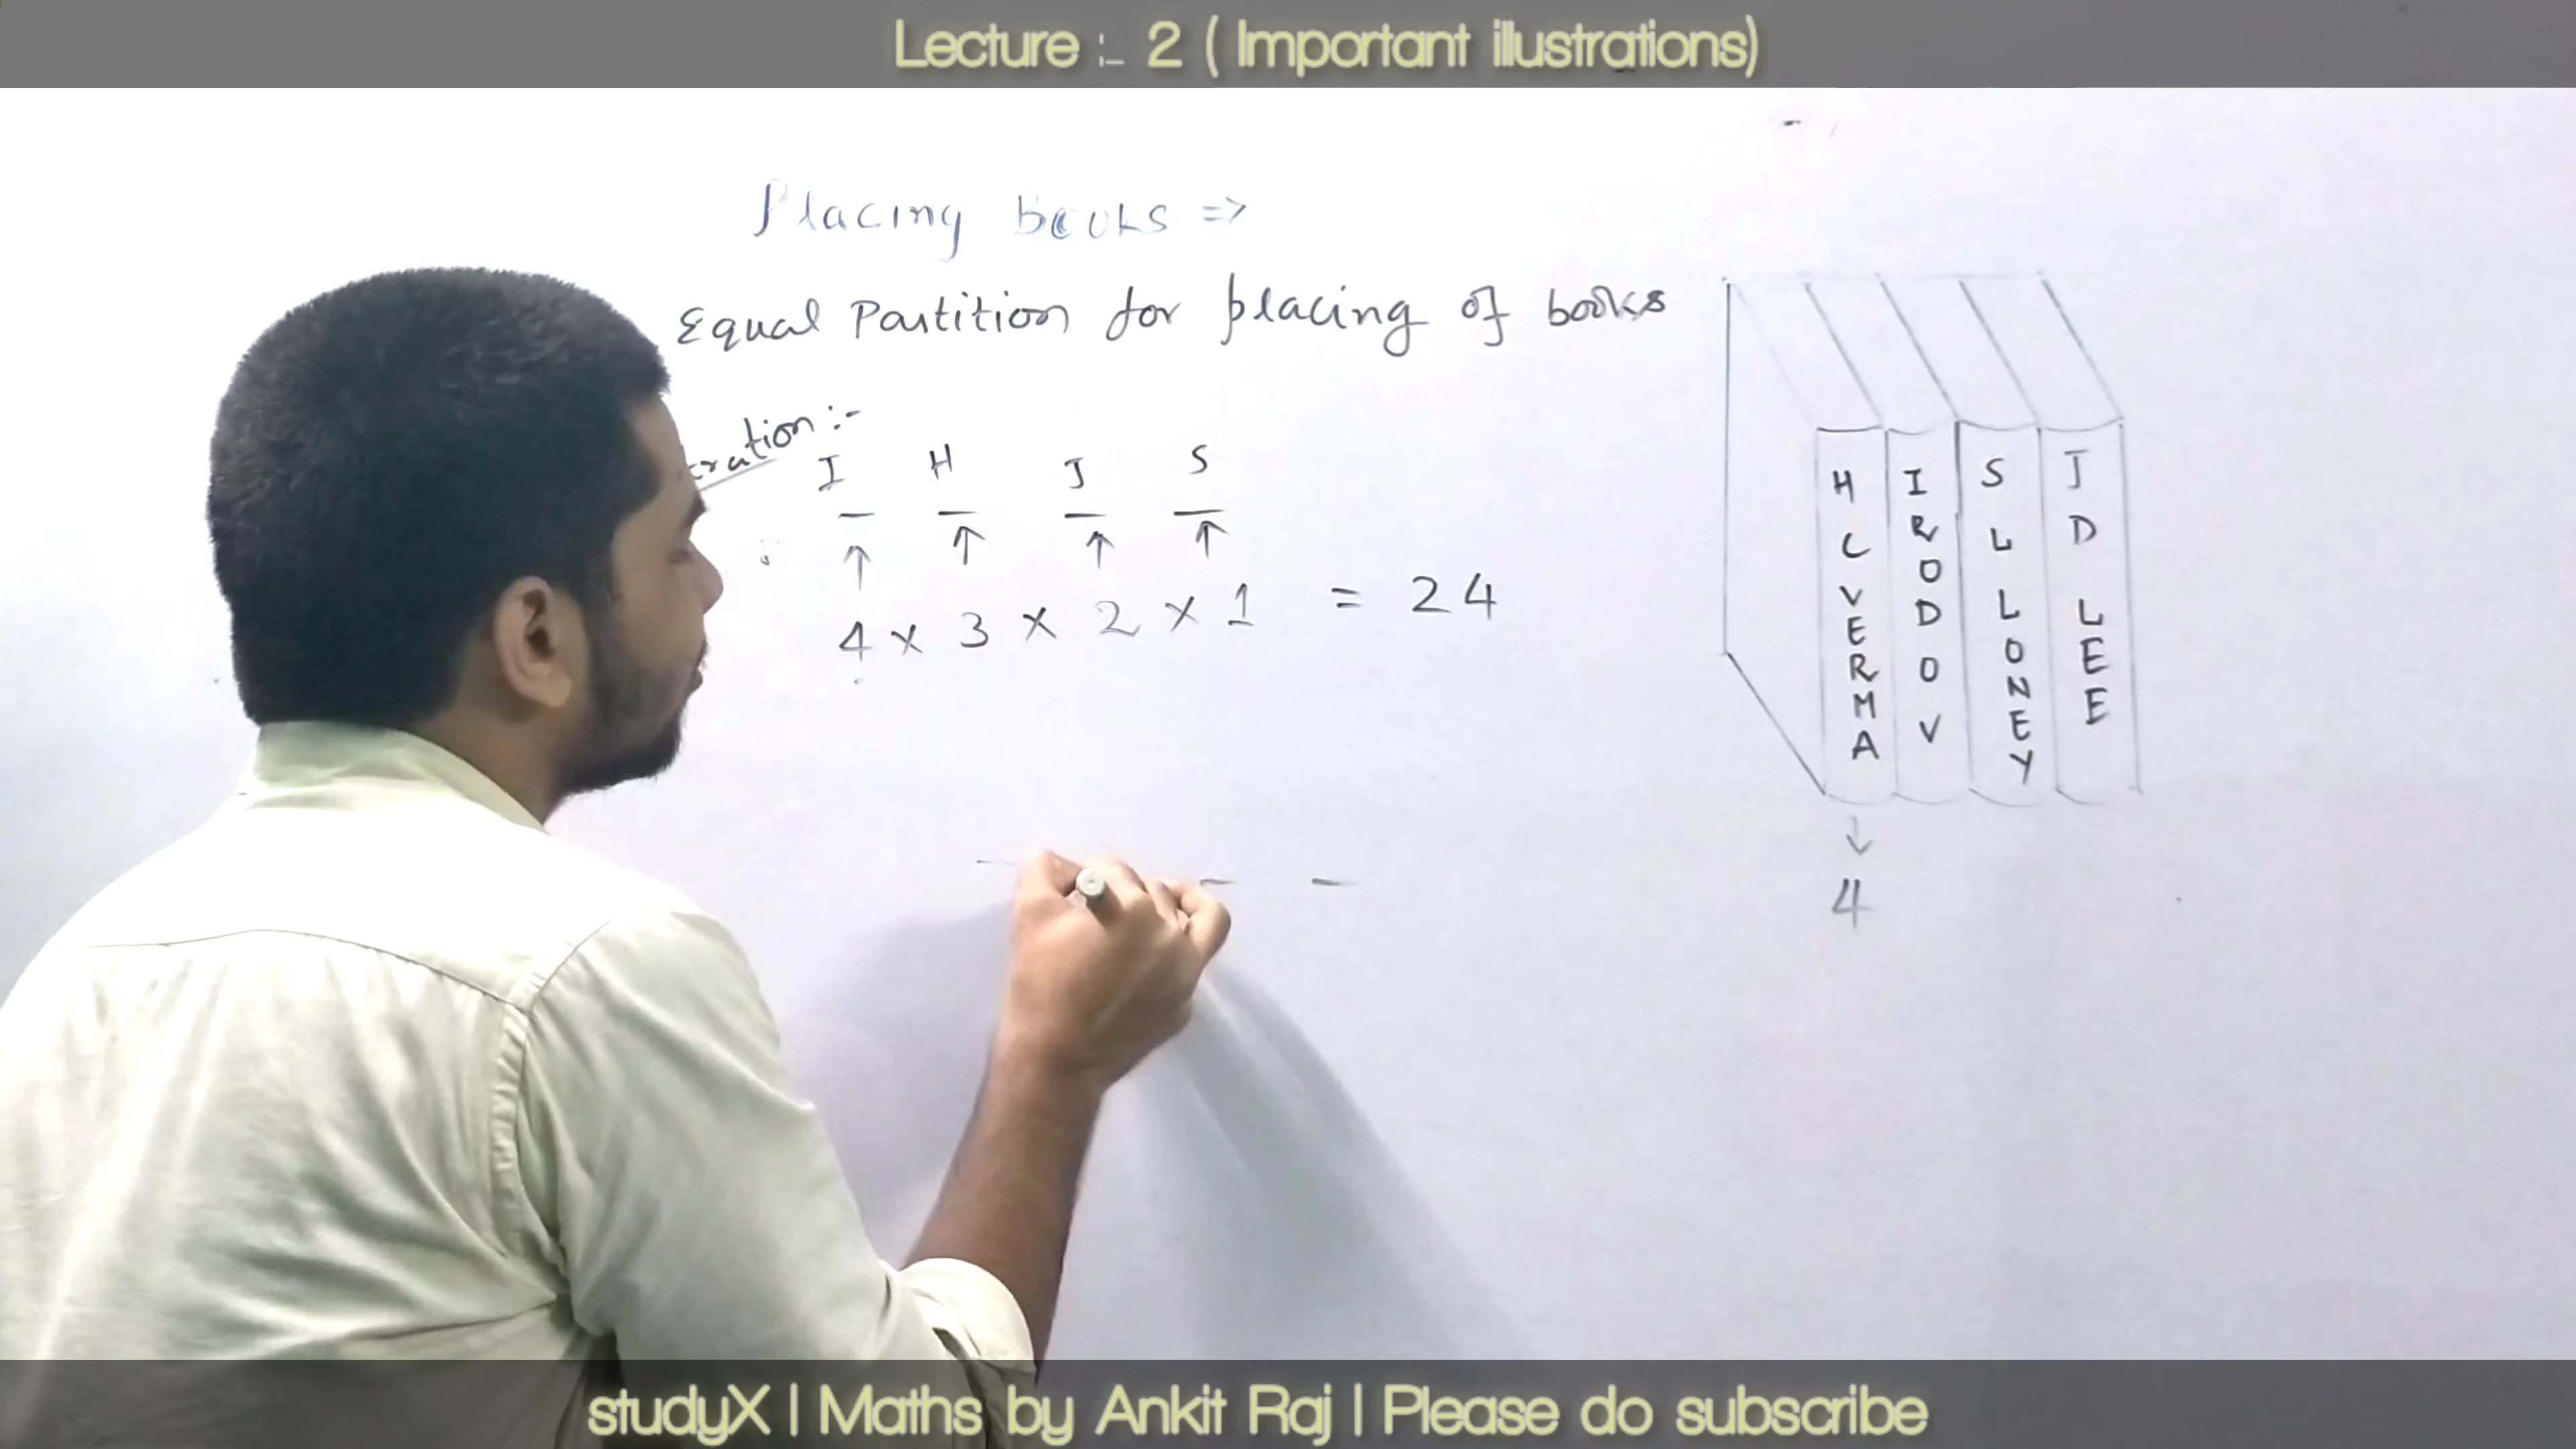 Lecture :- 2 ( Important illustrations)
Placing Books =>
Equal Partition for placing of books
tration :-
I H J S
4 x 3 x 2 x 1 = 24
H C VERMA
IRODOV
S L LONEY
J D LEE
4
studyX | Maths by Ankit Raj | Please do subscribe